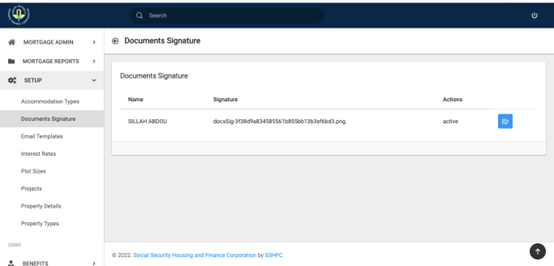 Search
MORTGAGE ADMIN
MORTGAGE REPORTS
SETUP
Accommodation Types
Documents Signature
Email Templates
Interest Rates
Plot Sizes
Projects
Property Details
Property Types
SSIMS
BENEFITS
Documents Signature
Documents Signature
Name Signature Actions
SILLAH ABDOU docsSig-3f38d9a834585561b855bb13b3ef6bd3.png active
© 2022. Social Security Housing and Finance Corporation by SSHFC